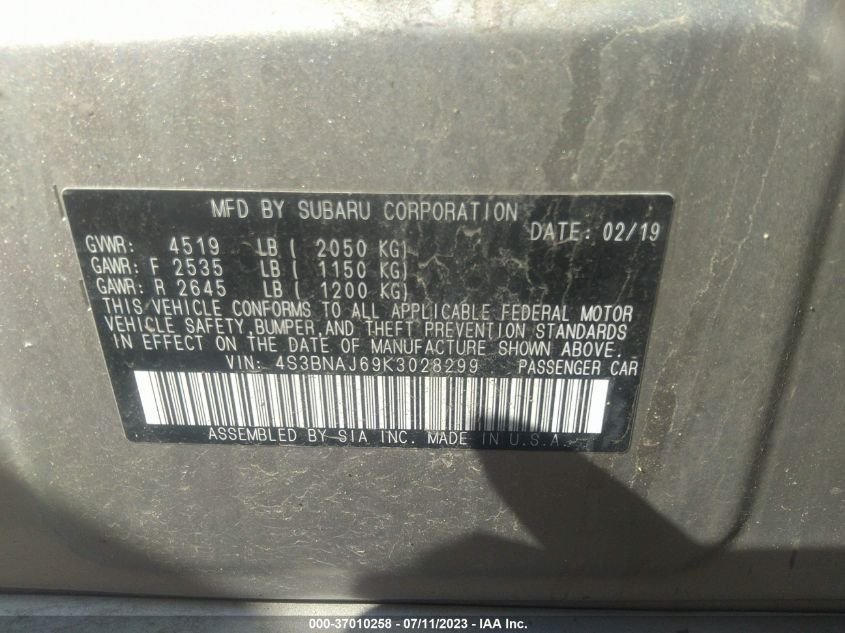 MFD BY SUBARU CORPORATION
DATE: 02/19
GVWR: 4519 LB ( 2050 KG)
GAWR: F 2535 LB ( 1150 KG)
GAWR: R 2645 LB ( 1200 KG)
THIS VEHICLE CONFORMS TO ALL APPLICABLE FEDERAL MOTOR
VEHICLE SAFETY, BUMPER, AND THEFT PREVENTION STANDARDS
IN EFFECT ON THE DATE OF MANUFACTURE SHOWN ABOVE.
VIN: 4S3BNAJ69K3028299 PASSENGER CAR
ASSEMBLED BY SIA INC. MADE IN U.S.A.
000-37010258 - 07/11/2023 - IAA Inc.